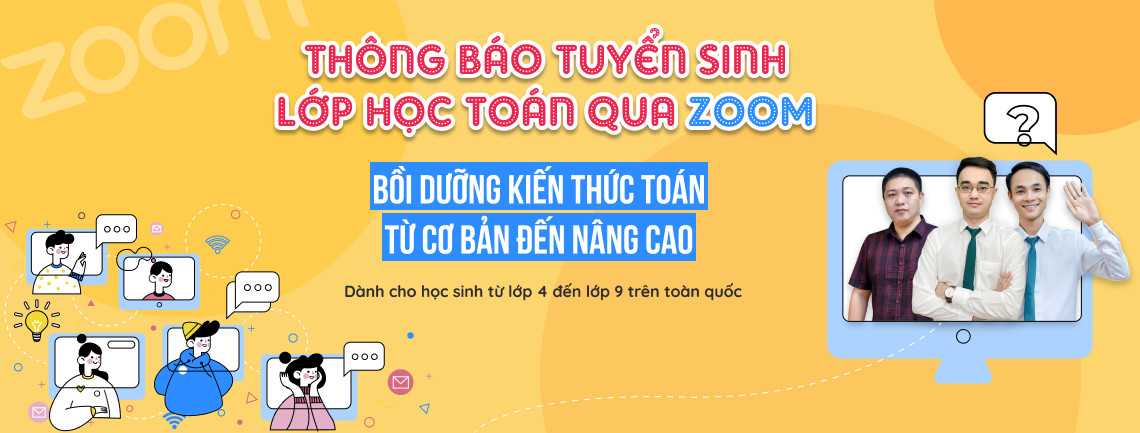 zoom
THÔNG BÁO TUYỂN SINH
LỚP HỌC TOÁN QUA ZOOM
BỒI DƯỠNG KIẾN THỨC TOÁN
TỪ CƠ BẢN ĐẾN NÂNG CAO
Dành cho học sinh từ lớp 4 đến lớp 9 trên toàn quốc
?